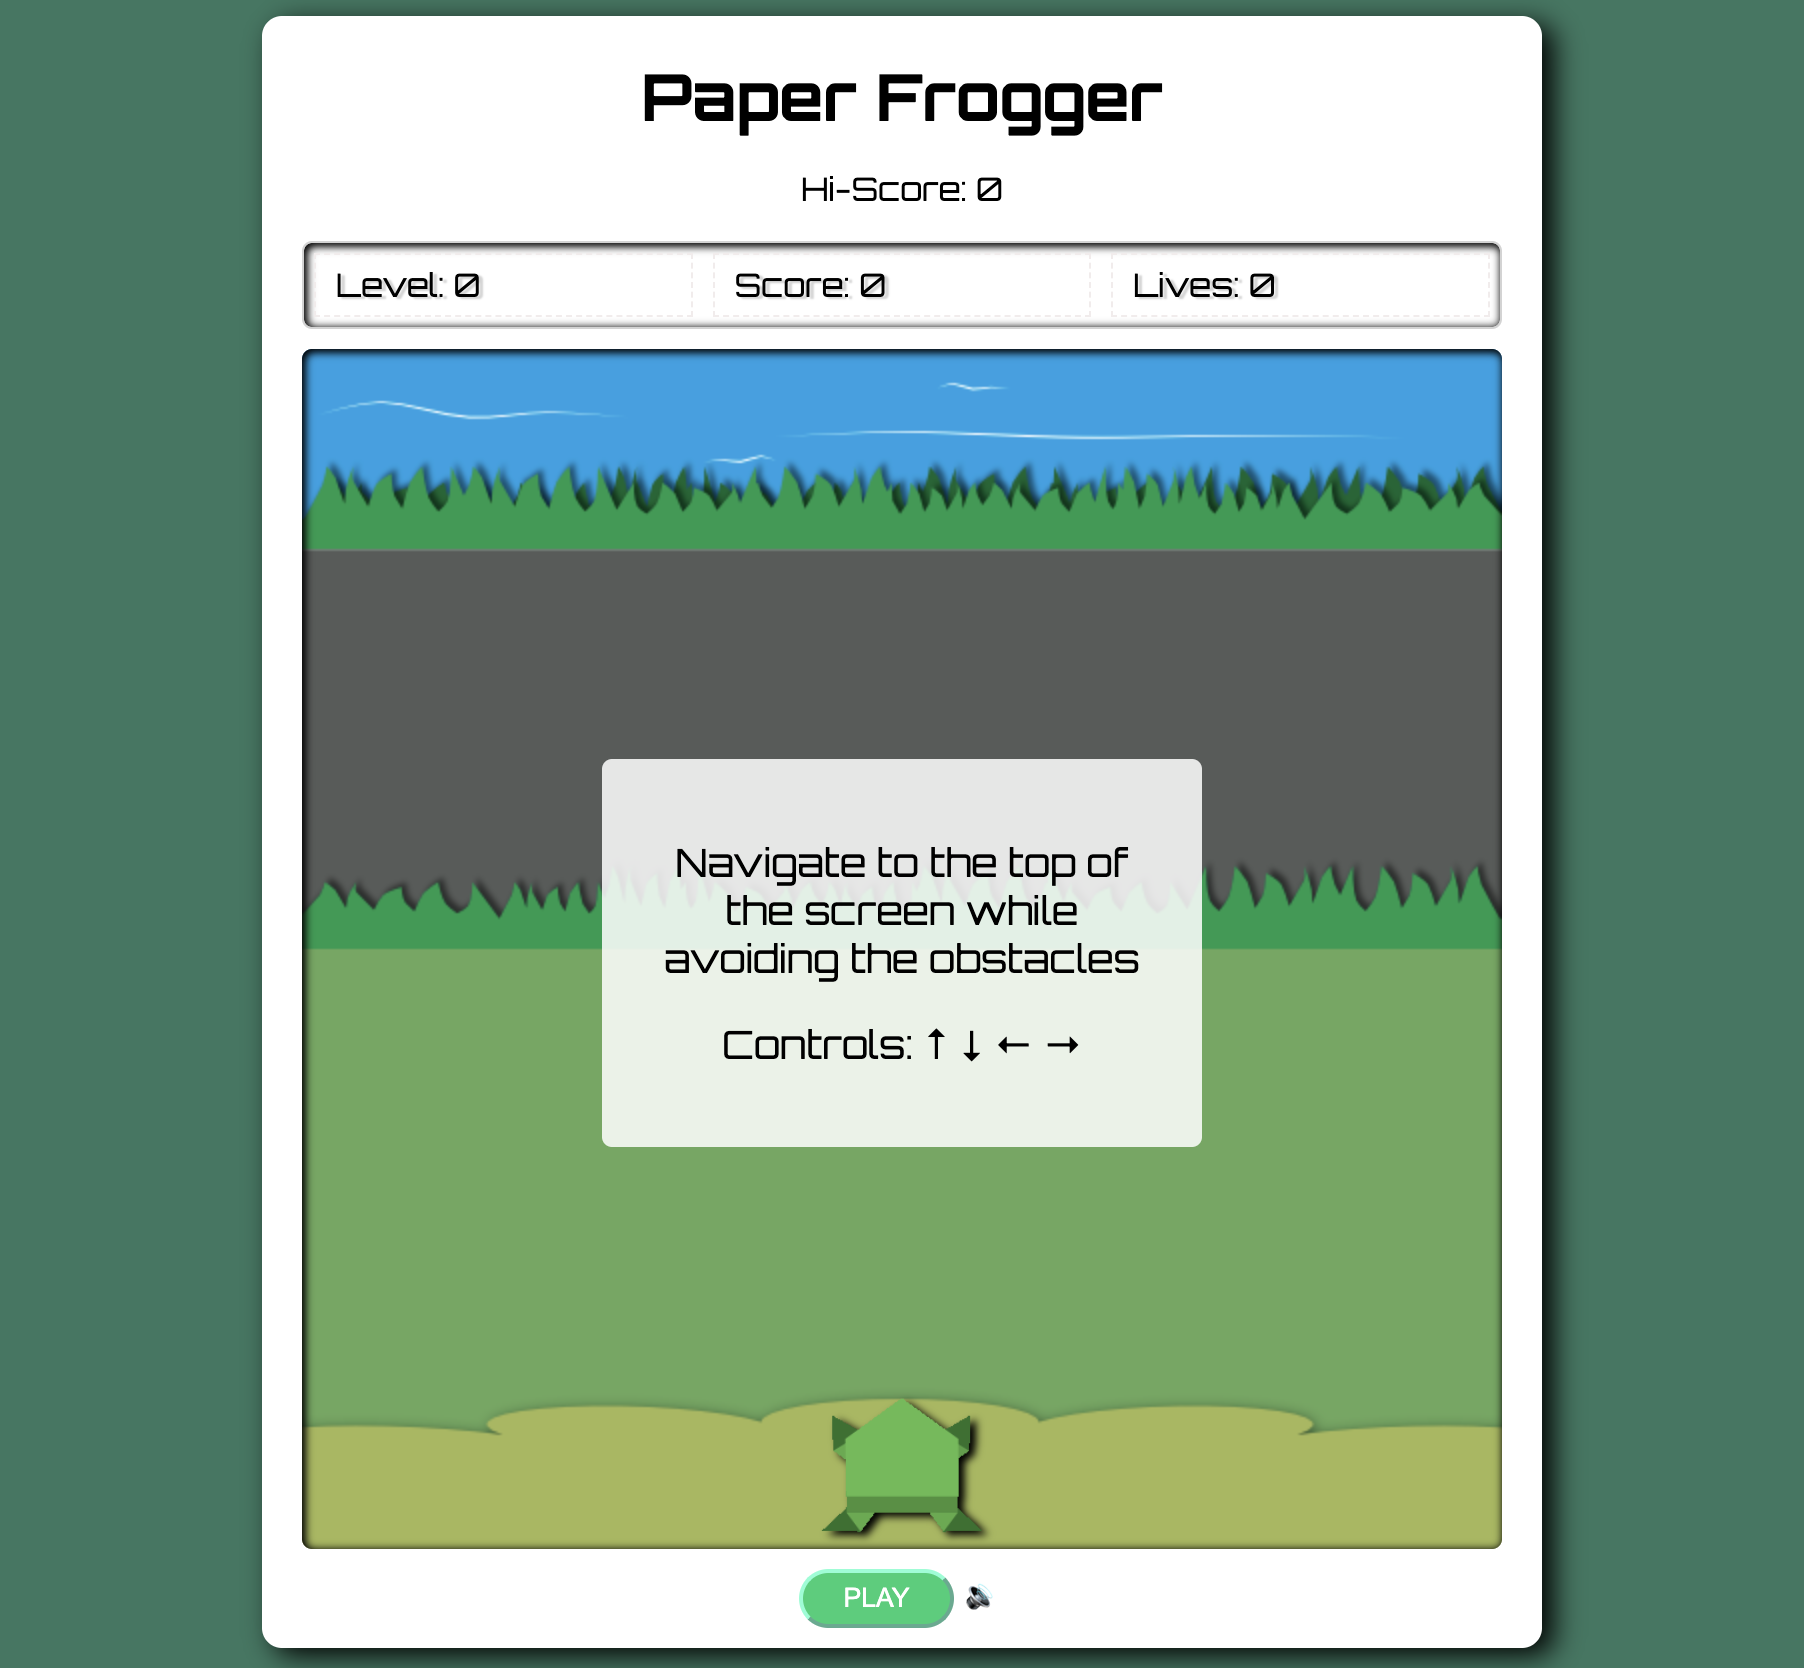 Paper Frogger
Hi-Score: 0
Level: 0 Score: 0 Lives: 0
Navigate to the top of
the screen while
avoiding the obstacles
Controls: ↑ ↓ ← →
PLAY